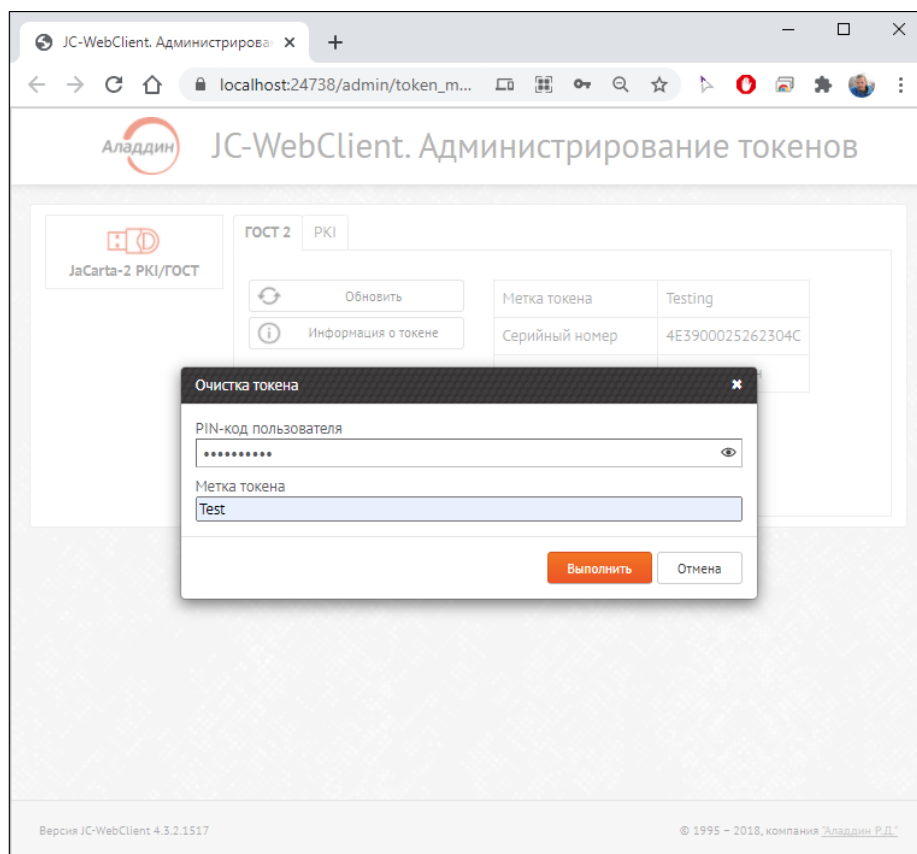 JC-WebClient. Администрирова
localhost:24738/admin/token_m...
Аладдин
JC-WebClient. Администрирование токенов
JaCarta-2 PKI/ГОСТ
ГОСТ 2 PKI
Обновить
Информация о токене
Метка токена Testing
Серийный номер 4E3900025262304C
Очистка токена
PIN-код пользователя
••••••••••
Метка токена
Test
Выполнить Отмена
Версия JC-WebClient 4.3.2.1517
© 1995 – 2018, компания "Аладдин Р.Д."